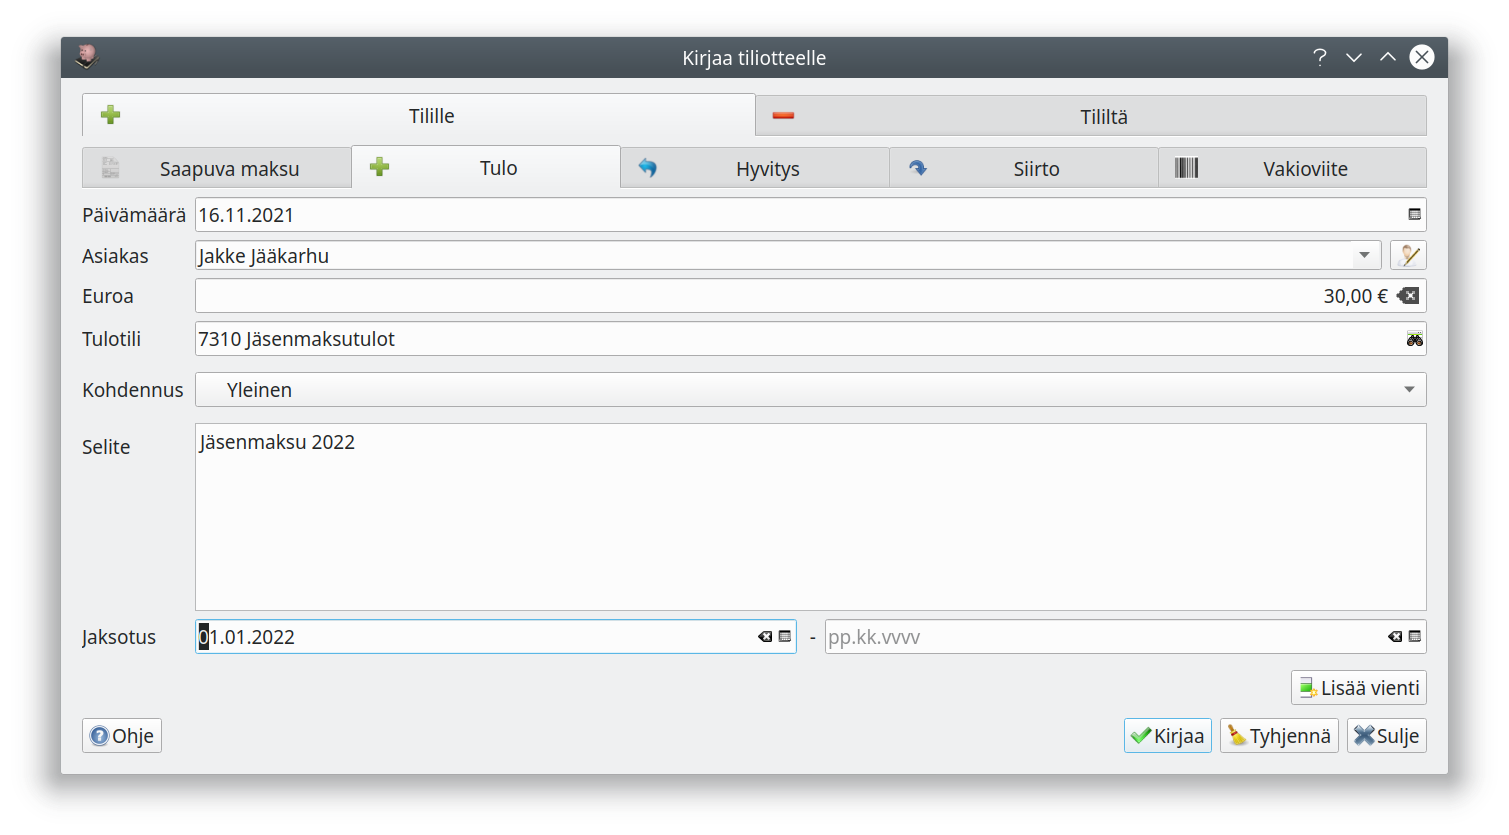 Kirjaa tiliotteelle
Tilille
Tililtä
Saapuva maksu
Tulo
Hyvitys
Siirto
Vakioviite
Päivämäärä 16.11.2021
Asiakas Jakke Jääkarhu
Euroa 30,00 €
Tulotili 7310 Jäsenmaksutulot
Kohdennus Yleinen
Selite Jäsenmaksu 2022
Jaksotus 01.01.2022 - pp.kk.vvvv
Lisää vienti
Ohje Kirjaa Tyhjennä Sulje